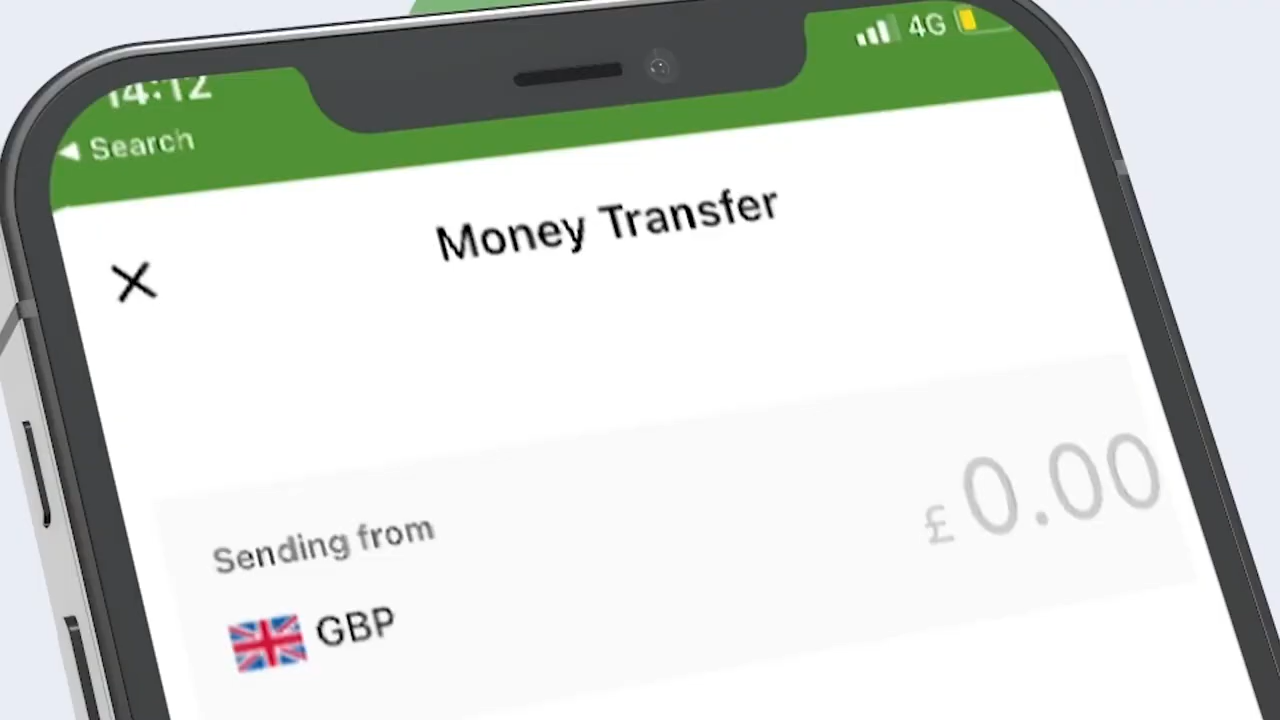 14:12
4G
◀ Search
Money Transfer
Sending from
£ 0.00
GBP